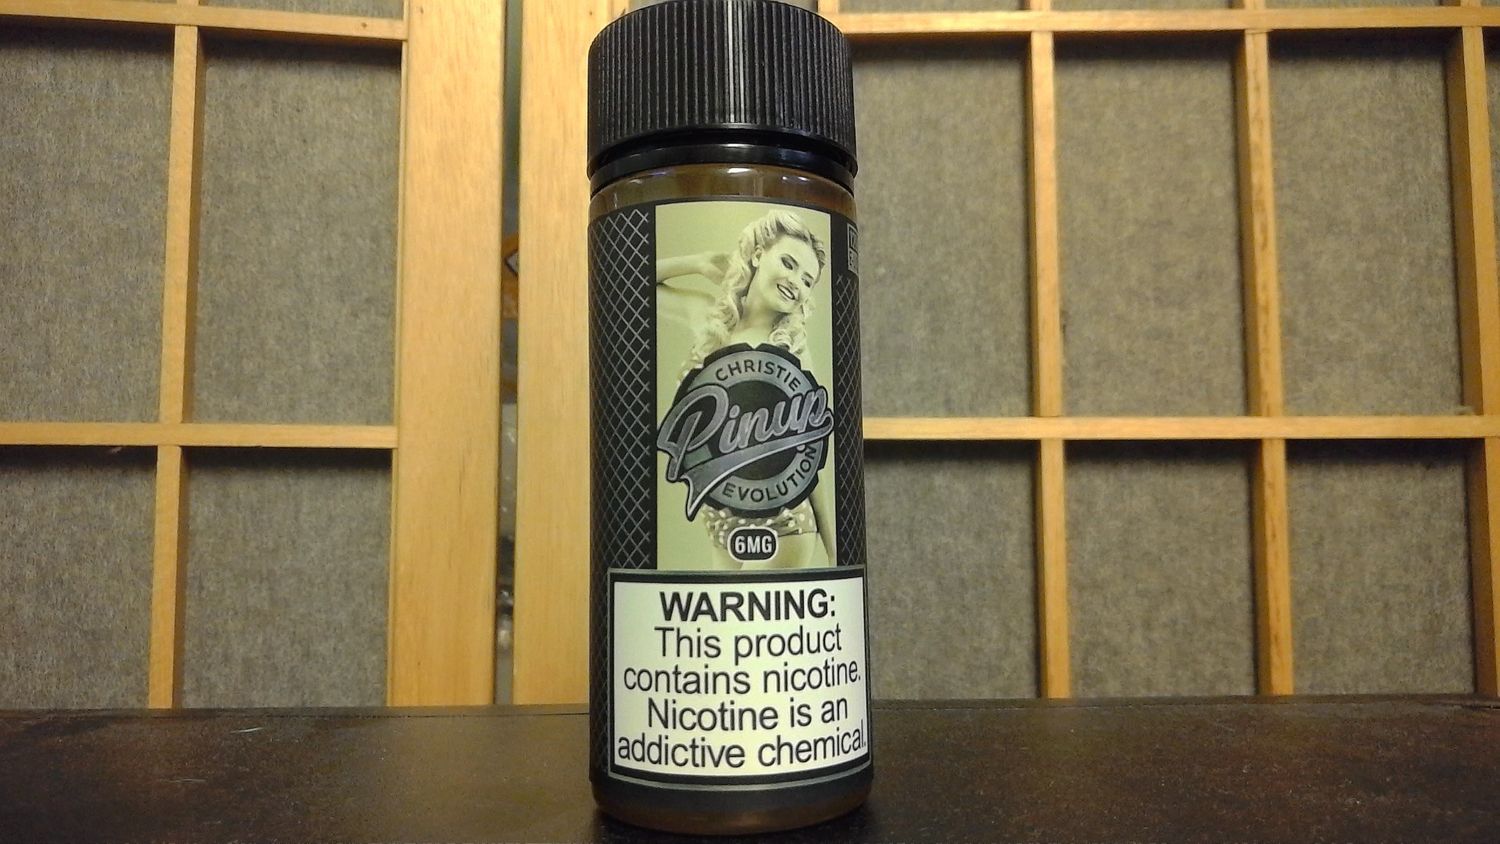 CHRISTIE
Pinup
EVOLUTION
6MG
WARNING:
This product
contains nicotine.
Nicotine is an
addictive chemical.